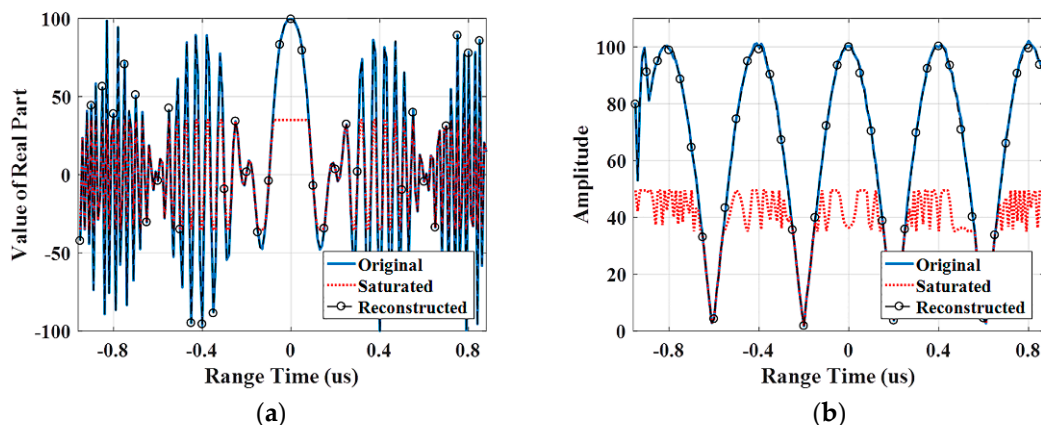 100
50
0
-50
-100
Value of Real Part
Original
Saturated
Reconstructed
-0.8
-0.4
0
0.4
0.8
Range Time (us)
(a)
100
80
60
40
20
0
Amplitude
Original
Saturated
Reconstructed
-0.8
-0.4
0
0.4
0.8
Range Time (us)
(b)